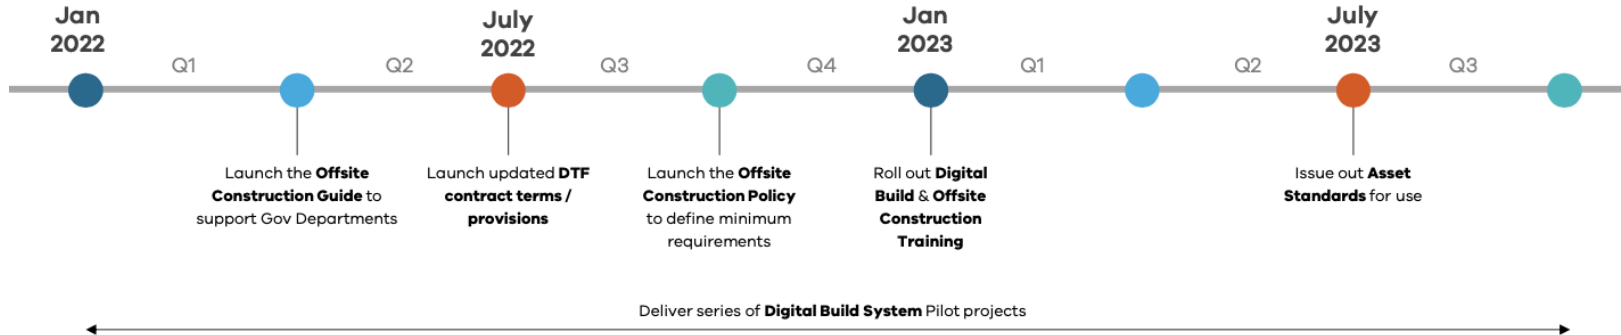 Jan
2022
July
2022
Jan
2023
July
2023
Q1
Q2
Q3
Q4
Q1
Q2
Q3
Launch the Offsite
Construction Guide to
support Gov Departments
Launch updated DTF
contract terms /
provisions
Launch the Offsite
Construction Policy
to define minimum
requirements
Roll out Digital
Build & Offsite
Construction
Training
Issue out Asset
Standards for use
Deliver series of Digital Build System Pilot projects